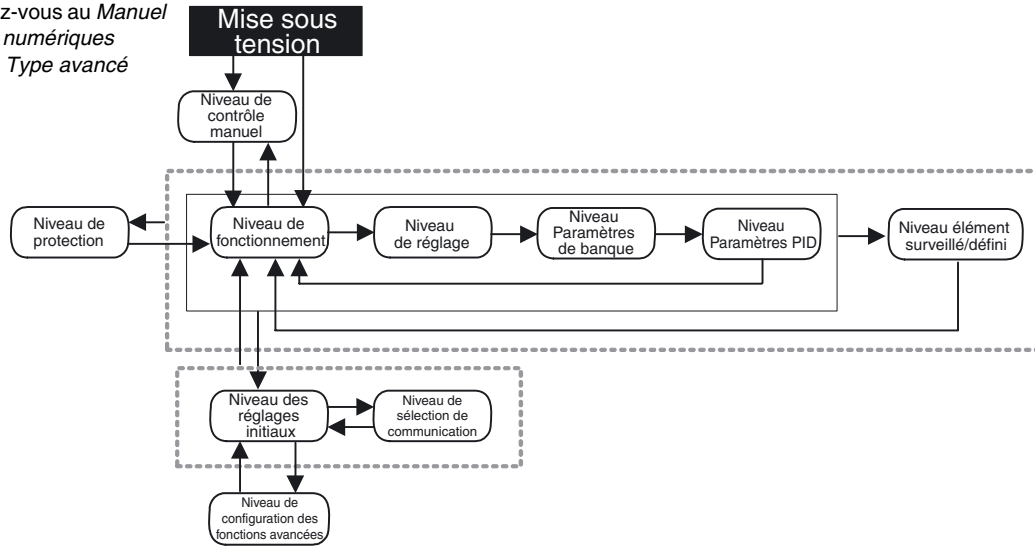 z-vous au Manuel
numériques
Type avancé
Mise sous
tension
Niveau de
contrôle
manuel
Niveau de
protection
Niveau de
fonctionnement
Niveau
de réglage
Niveau
Paramètres
de banque
Niveau
Paramètres PID
Niveau élément
surveillé/défini
Niveau des
réglages
initiaux
Niveau de
sélection de
communication
Niveau de
configuration des
fonctions avancées